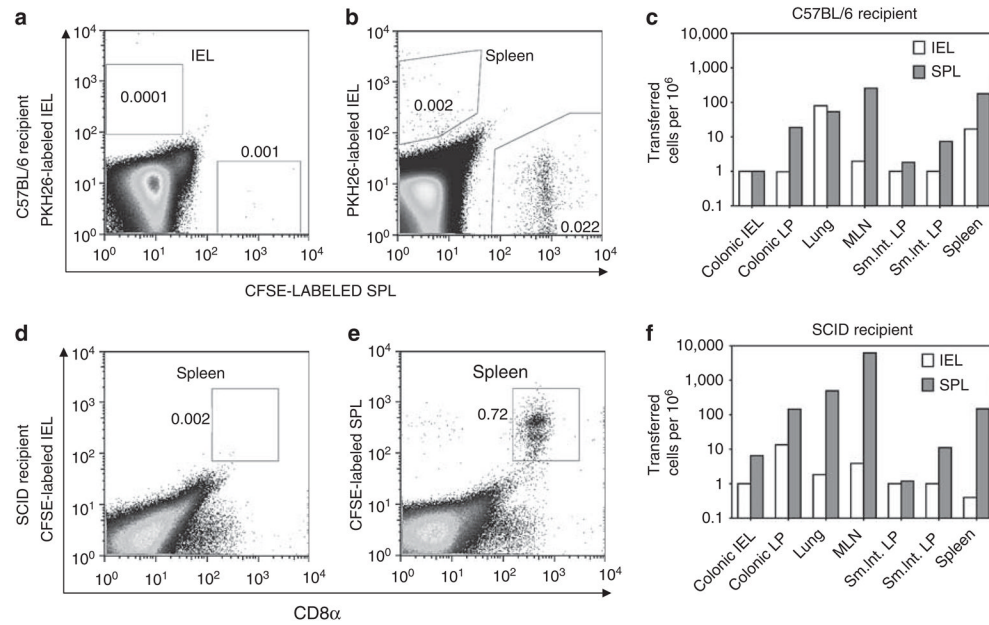 a
C57BL/6 recipient
PKH26-labeled IEL
10^4
10^3
10^2
10^1
10^0
IEL
0.0001
0.001
10^0 10^1 10^2 10^3 10^4
b
PKH26-labeled IEL
10^4
10^3
10^2
10^1
10^0
Spleen
0.002
0.022
10^0 10^1 10^2 10^3 10^4
CFSE-LABELED SPL
c
C57BL/6 recipient
Transferred
cells per 10^6
10,000
1,000
100
10
1
0.1
IEL
SPL
Colonic IEL
Colonic LP
Lung
MLN
Sm.Int. LP
Sm.Int. LP
Spleen
d
SCID recipient
CFSE-labeled IEL
10^4
10^3
10^2
10^1
10^0
Spleen
0.002
10^0 10^1 10^2 10^3 10^4
e
CFSE-labeled SPL
10^4
10^3
10^2
10^1
10^0
Spleen
0.72
10^0 10^1 10^2 10^3 10^4
CD8α
f
SCID recipient
Transferred
cells per 10^6
10,000
1,000
100
10
1
0.1
IEL
SPL
Colonic IEL
Colonic LP
Lung
MLN
Sm.Int. LP
Sm.Int. LP
Spleen